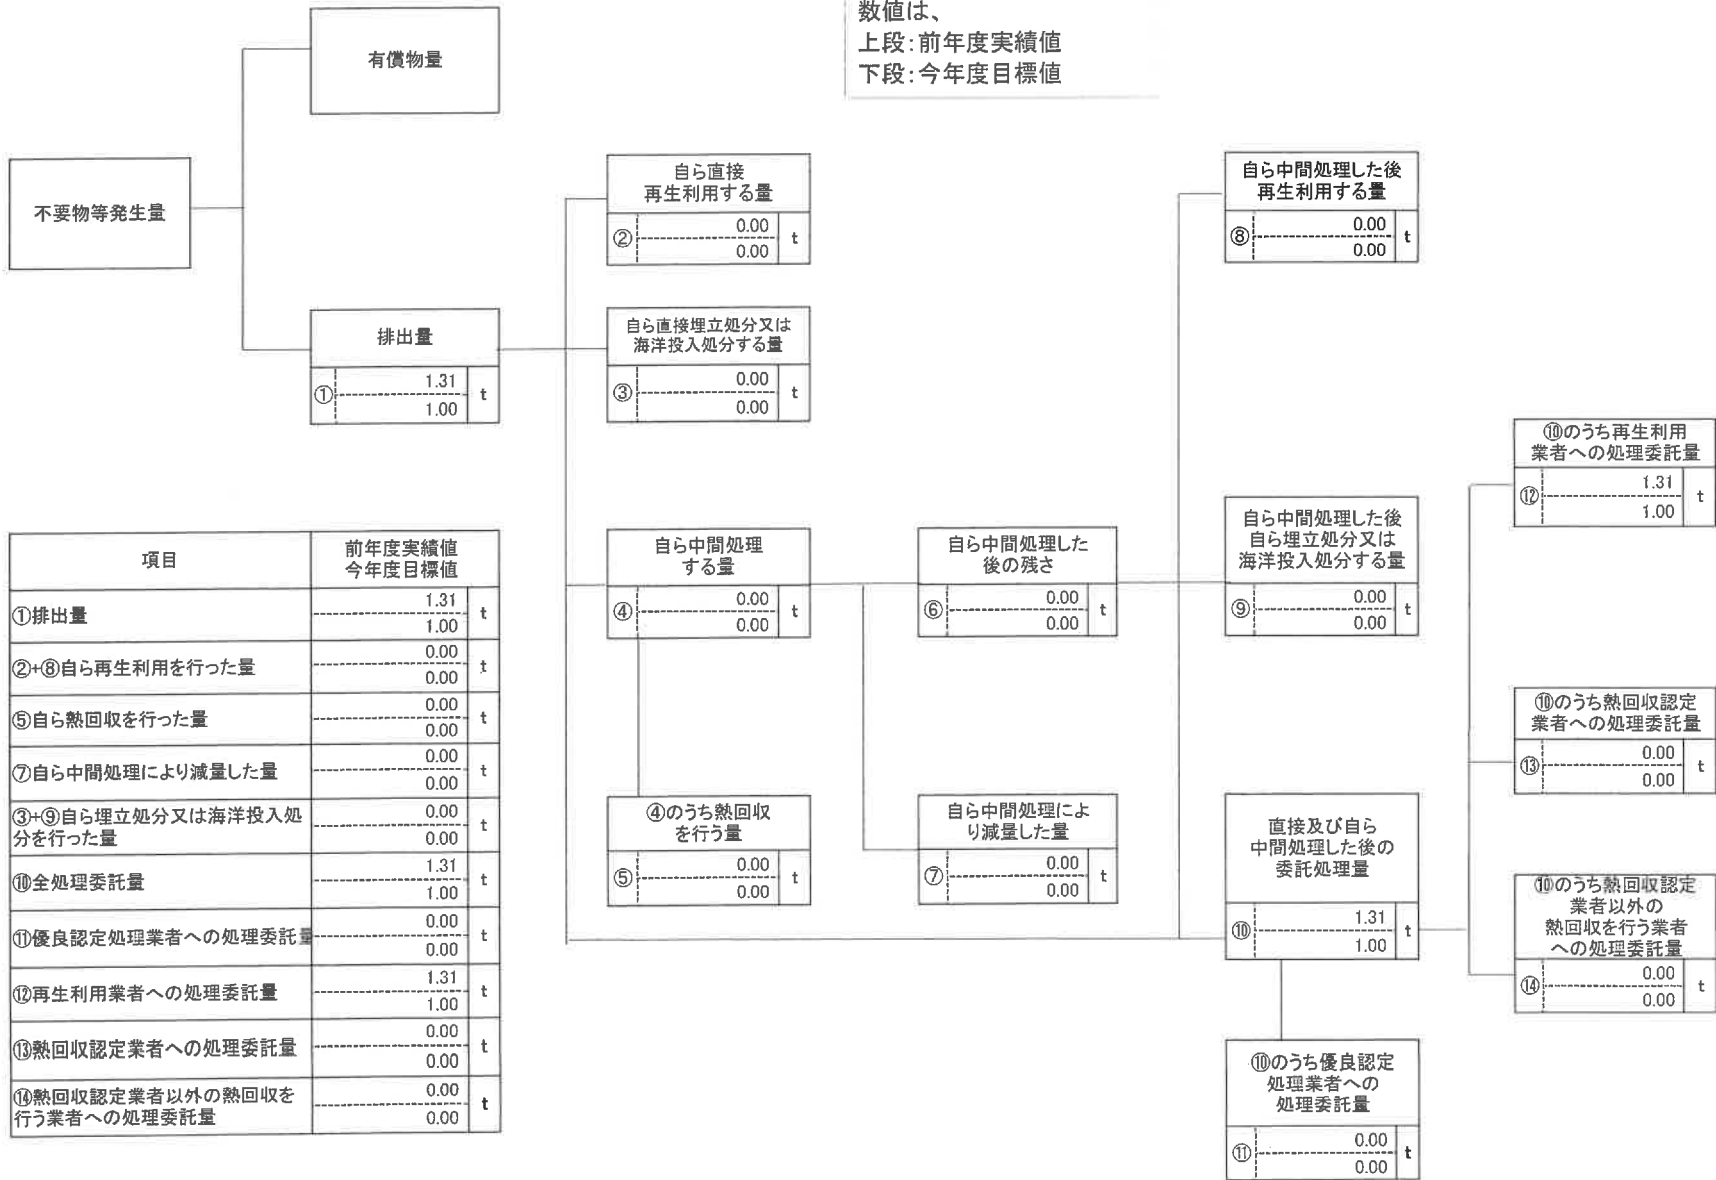 数値は、
上段:前年度実績値
下段:今年度目標値
有償物量
不要物等発生量
排出量
① 1.31 t
1.00
自ら直接
再生利用する量
② 0.00 t
0.00
自ら直接埋立処分又は
海洋投入処分する量
③ 0.00 t
0.00
自ら中間処理
する量
④ 0.00 t
0.00
④のうち熱回収
を行う量
⑤ 0.00 t
0.00
自ら中間処理した
後の残さ
⑥ 0.00 t
0.00
自ら中間処理によ
り減量した量
⑦ 0.00 t
0.00
自ら中間処理した後
再生利用する量
⑧ 0.00 t
0.00
自ら中間処理した後
自ら埋立処分又は
海洋投入処分する量
⑨ 0.00 t
0.00
直接及び自ら
中間処理した後の
委託処理量
⑩ 1.31 t
1.00
⑩のうち優良認定
処理業者への
処理委託量
⑪ 0.00 t
0.00
⑩のうち再生利用
業者への処理委託量
⑫ 1.31 t
1.00
⑩のうち熱回収認定
業者への処理委託量
⑬ 0.00 t
0.00
⑩のうち熱回収認定
業者以外の
熱回収を行う業者
への処理委託量
⑭ 0.00 t
0.00
項目 前年度実績値
今年度目標値
①排出量 1.31 t
1.00
②+⑧自ら再生利用を行った量 0.00 t
0.00
⑤自ら熱回収を行った量 0.00 t
0.00
⑦自ら中間処理により減量した量 0.00 t
0.00
③+⑨自ら埋立処分又は海洋投入処 0.00 t
分を行った量 0.00
⑩全処理委託量 1.31 t
1.00
⑪優良認定処理業者への処理委託量 0.00 t
0.00
⑫再生利用業者への処理委託量 1.31 t
1.00
⑬熱回収認定業者への処理委託量 0.00 t
0.00
⑭熱回収認定業者以外の熱回収を 0.00 t
行う業者への処理委託量 0.00